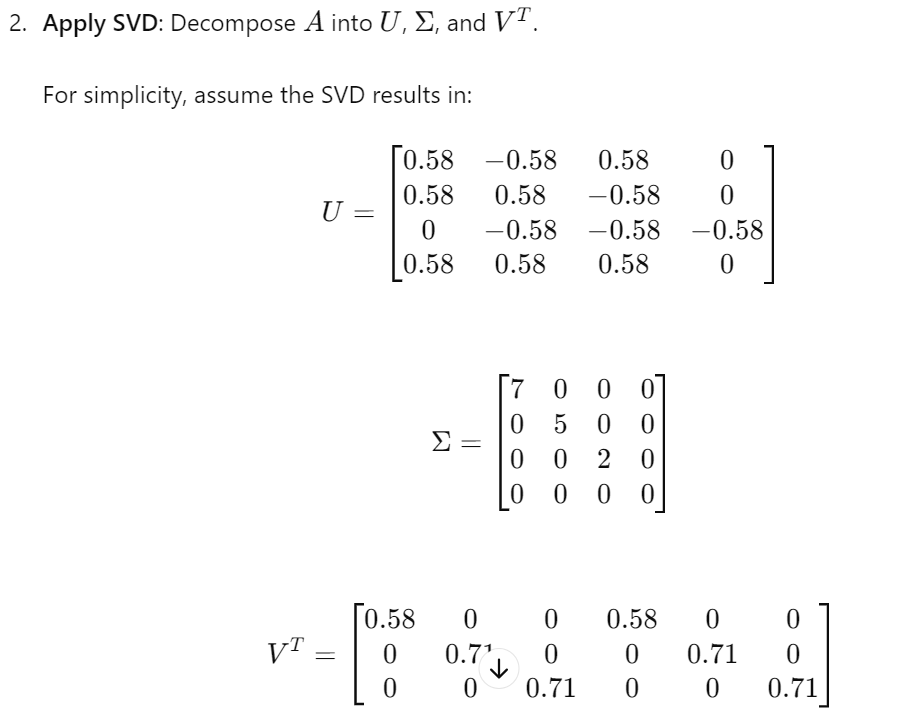 2. Apply SVD: Decompose A into U, Σ, and V^T.
For simplicity, assume the SVD results in:
U = [0.58 −0.58 0.58 0
0.58 0.58 −0.58 0
0 −0.58 −0.58 −0.58
0.58 0.58 0.58 0]
Σ = [7 0 0 0
0 5 0 0
0 0 2 0
0 0 0 0]
V^T = [0.58 0 0 0.58 0 0
0 0.71 0 0 0.71 0
0 0 0.71 0 0 0.71]